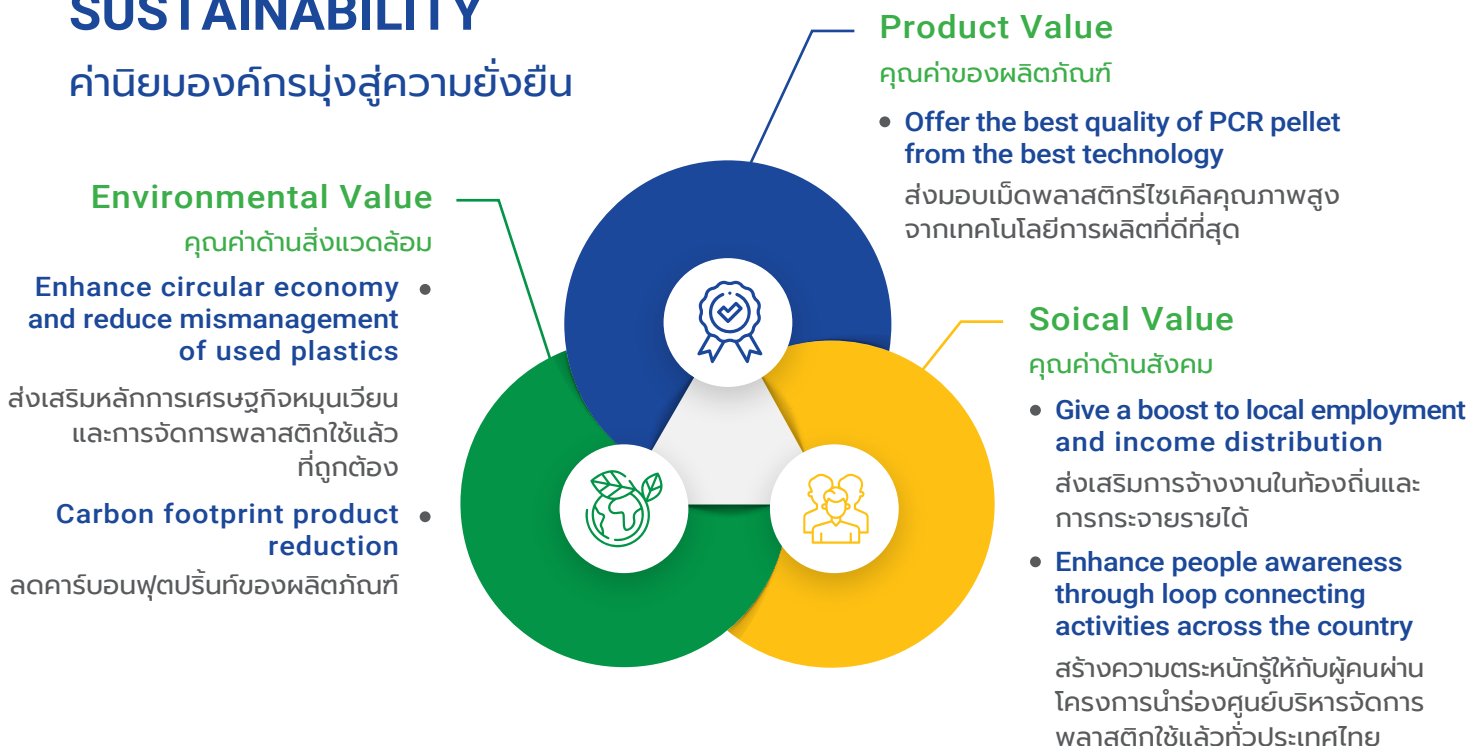 SUSTAINABILITY
ค่านิยมองค์กรมุ่งสู่ความยั่งยืน
Product Value
คุณค่าของผลิตภัณฑ์
• Offer the best quality of PCR pellet
from the best technology
ส่งมอบเม็ดพลาสติกรีไซเคิลคุณภาพสูง
จากเทคโนโลยีการผลิตที่ดีที่สุด
Environmental Value
คุณค่าด้านสิ่งแวดล้อม
Enhance circular economy •
and reduce mismanagement
of used plastics
ส่งเสริมหลักการเศรษฐกิจหมุนเวียน
และการจัดการพลาสติกใช้แล้ว
ที่ถูกต้อง
Carbon footprint product •
reduction
ลดคาร์บอนฟุตปริ้นท์ของผลิตภัณฑ์
Soical Value
คุณค่าด้านสังคม
• Give a boost to local employment
and income distribution
ส่งเสริมการจ้างงานในท้องถิ่นและ
การกระจายรายได้
• Enhance people awareness
through loop connecting
activities across the country
สร้างความตระหนักรู้ให้กับผู้คนผ่าน
โครงการนำร่องศูนย์บริหารจัดการ
พลาสติกใช้แล้วทั่วประเทศไทย